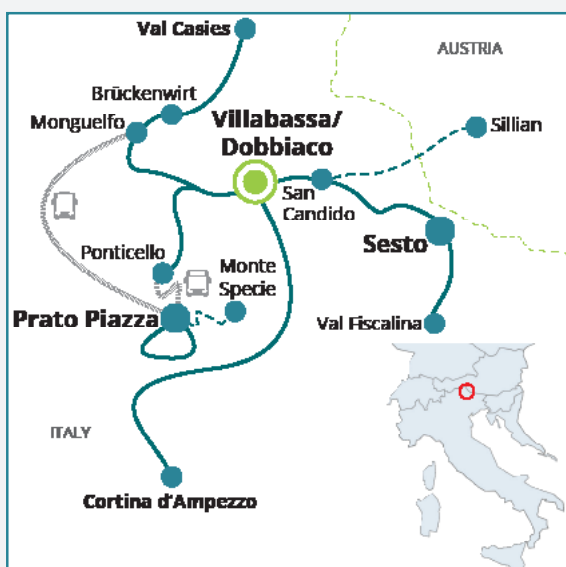 Val Casies
AUSTRIA
Brückenwirt
Monguelfo
Villabassa/
Dobbiaco
Sillian
San
Candido
Sesto
Ponticello
Monte
Specie
Prato Piazza
Val Fiscalina
ITALY
Cortina d'Ampezzo